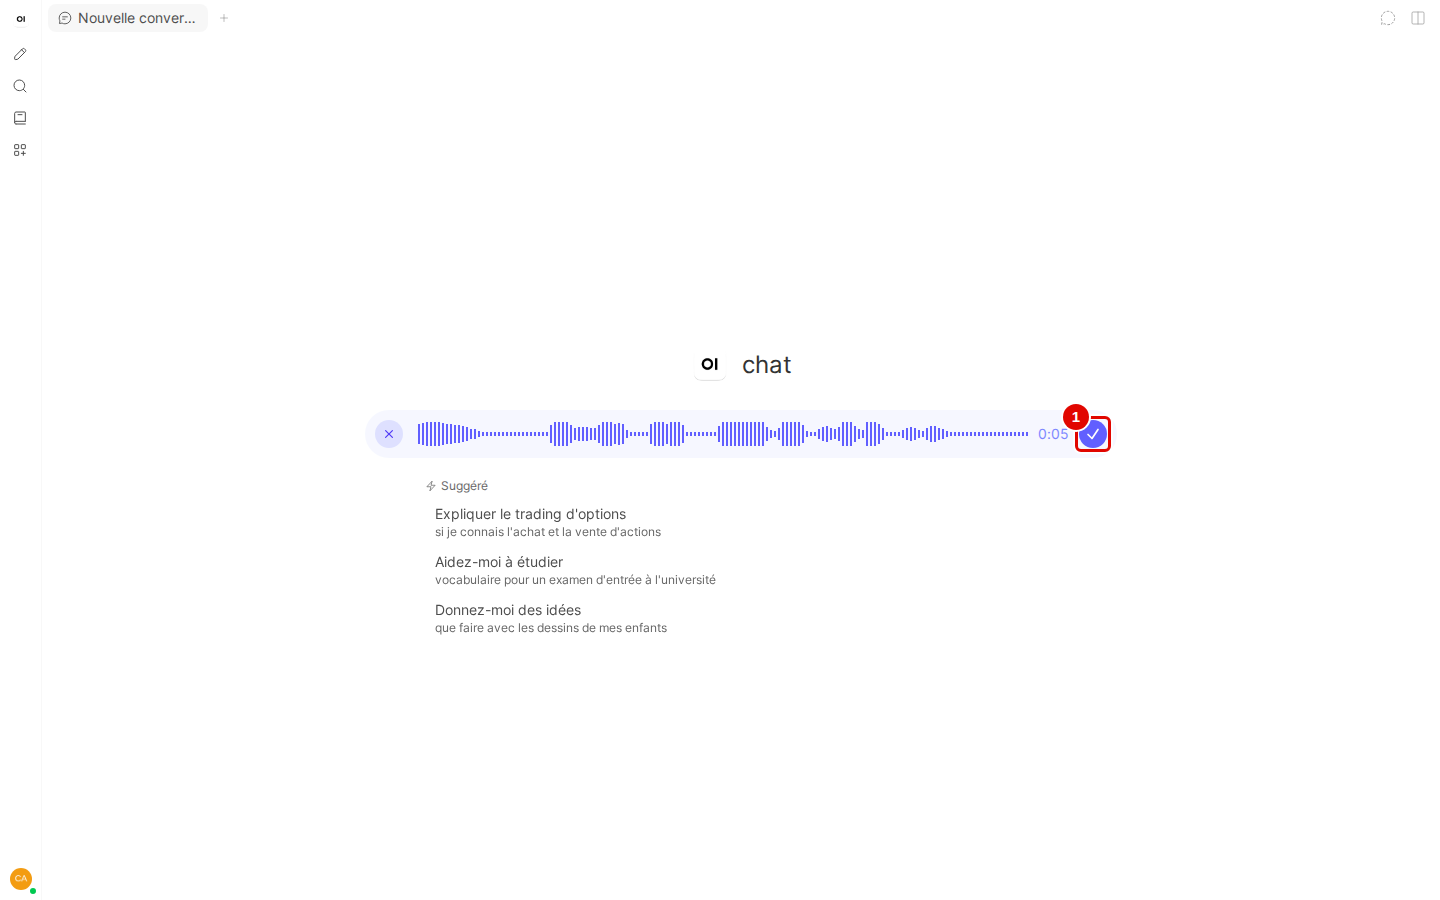 OI
Nouvelle conver...
OI chat
0:05
1
Suggéré
Expliquer le trading d'options
si je connais l'achat et la vente d'actions
Aidez-moi à étudier
vocabulaire pour un examen d'entrée à l'université
Donnez-moi des idées
que faire avec les dessins de mes enfants
CA